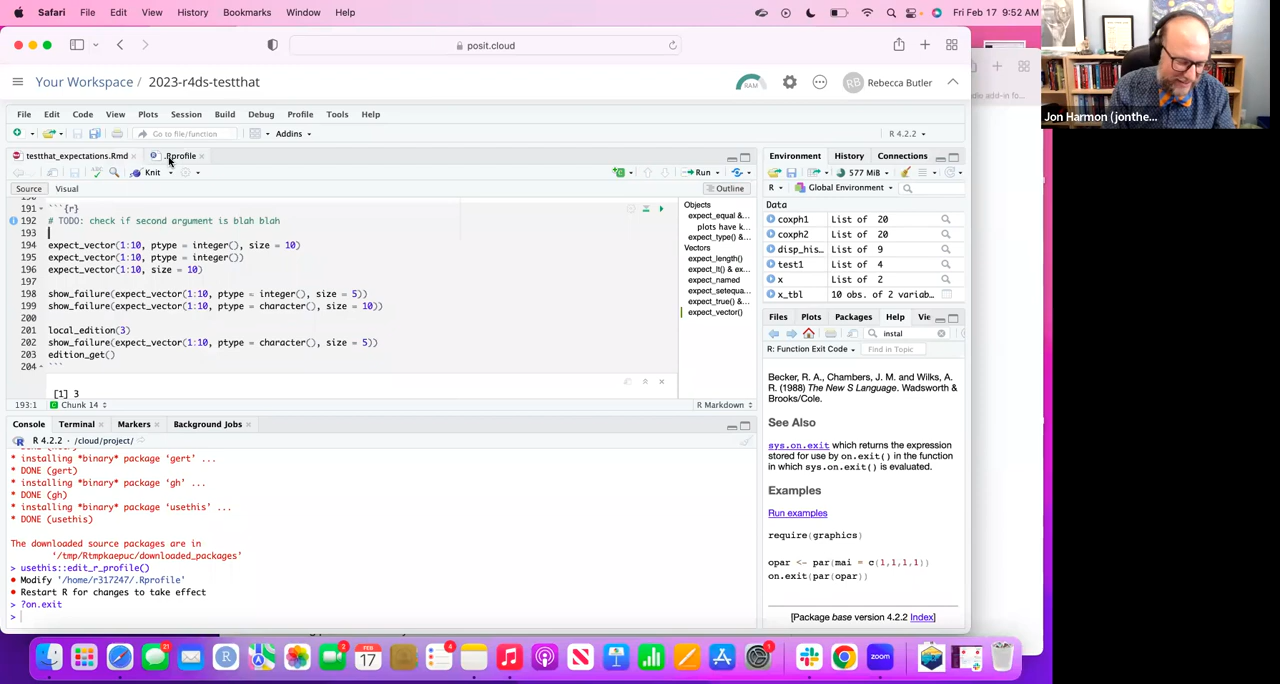 Safari File Edit View History Bookmarks Window Help
Fri Feb 17 9:52 AM
posit.cloud
Your Workspace / 2023-r4ds-testthat
RAM
RB Rebecca Butler
File Edit Code View Plots Session Build Debug Profile Tools Help
Go to file/function
Addins
R 4.2.2
testthat_expectations.Rmd
.Rprofile
Knit
Run
Source Visual
Outline
191 ```{r}
192 # TODO: check if second argument is blah blah
193
194 expect_vector(1:10, ptype = integer(), size = 10)
195 expect_vector(1:10, ptype = integer())
196 expect_vector(1:10, size = 10)
197
198 show_failure(expect_vector(1:10, ptype = integer(), size = 5))
199 show_failure(expect_vector(1:10, ptype = character(), size = 10))
200
201 local_edition(3)
202 show_failure(expect_vector(1:10, ptype = character(), size = 5))
203 edition_get()
204 ```
[1] 3
193:1 Chunk 14
R Markdown
Objects
expect_equal &...
plots have k...
expect_type() &...
Vectors
expect_length()
expect_lt() & ex...
expect_named
expect_setequa...
expect_true() &...
expect_vector()
Console Terminal Markers Background Jobs
R 4.2.2 · /cloud/project/
* installing *binary* package ‘gert’ ...
* DONE (gert)
* installing *binary* package ‘gh’ ...
* DONE (gh)
* installing *binary* package ‘usethis’ ...
* DONE (usethis)
The downloaded source packages are in
‘/tmp/Rtmpkaepuc/downloaded_packages’
> usethis::edit_r_profile()
• Modify '/home/r317247/.Rprofile'
• Restart R for changes to take effect
> ?on.exit
>
Environment History Connections
577 MiB
R Global Environment
Data
coxph1 List of 20
coxph2 List of 20
disp_his... List of 9
test1 List of 4
x List of 2
x_tbl 10 obs. of 2 variab...
Files Plots Packages Help Vie
instal
R: Function Exit Code
Find in Topic
Becker, R. A., Chambers, J. M. and Wilks, A.
R. (1988) The New S Language. Wadsworth &
Brooks/Cole.
See Also
sys.on.exit which returns the expression
stored for use by on.exit() in the function
in which sys.on.exit() is evaluated.
Examples
Run examples
require(graphics)
opar <- par(mai = c(1,1,1,1))
on.exit(par(opar))
[Package base version 4.2.2 Index]
Jon Harmon (jonthe...
21
2
FEB
17
4
1
zoom